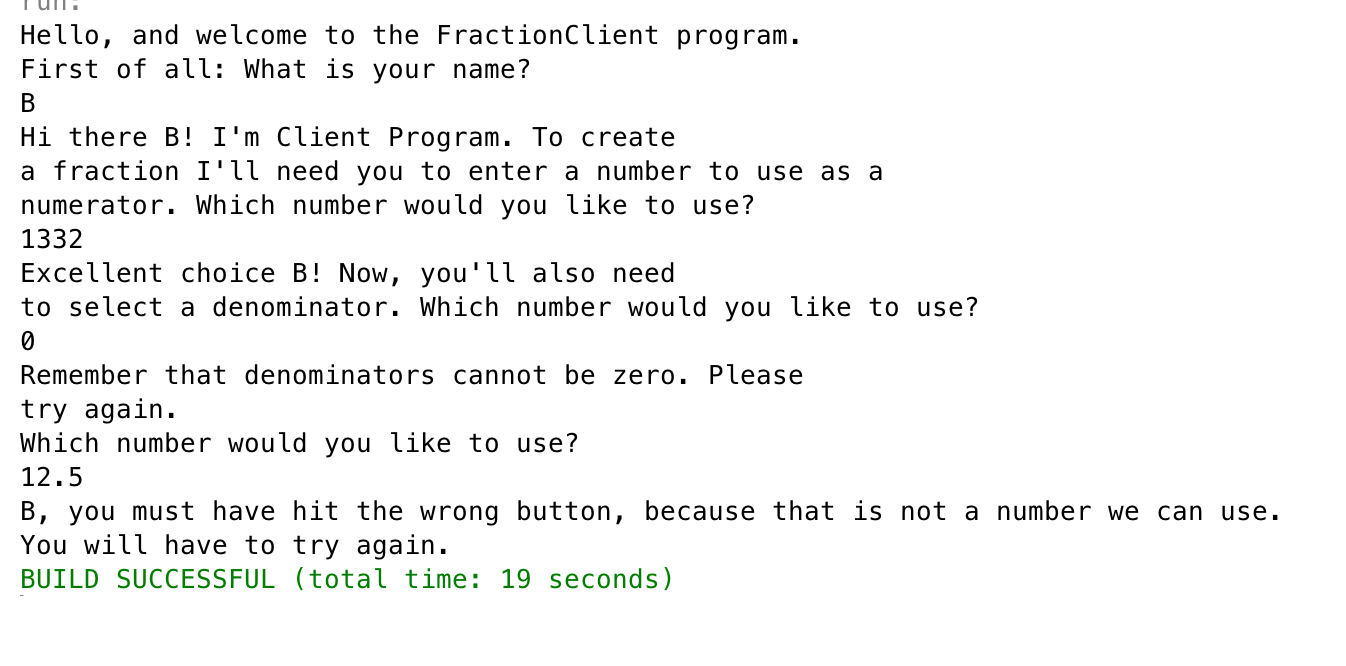 run:
Hello, and welcome to the FractionClient program.
First of all: What is your name?
B
Hi there B! I'm Client Program. To create
a fraction I'll need you to enter a number to use as a
numerator. Which number would you like to use?
1332
Excellent choice B! Now, you'll also need
to select a denominator. Which number would you like to use?
0
Remember that denominators cannot be zero. Please
try again.
Which number would you like to use?
12.5
B, you must have hit the wrong button, because that is not a number we can use.
You will have to try again.
BUILD SUCCESSFUL (total time: 19 seconds)